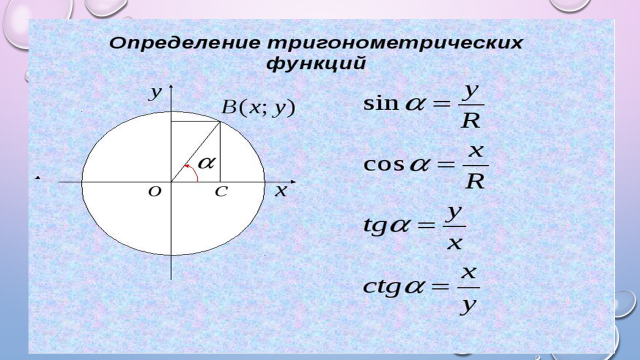 Определение тригонометрических
функций
y
B(x; y)
α
O
C
x
sin α = y/R
cos α = x/R
tg α = y/x
ctg α = x/y